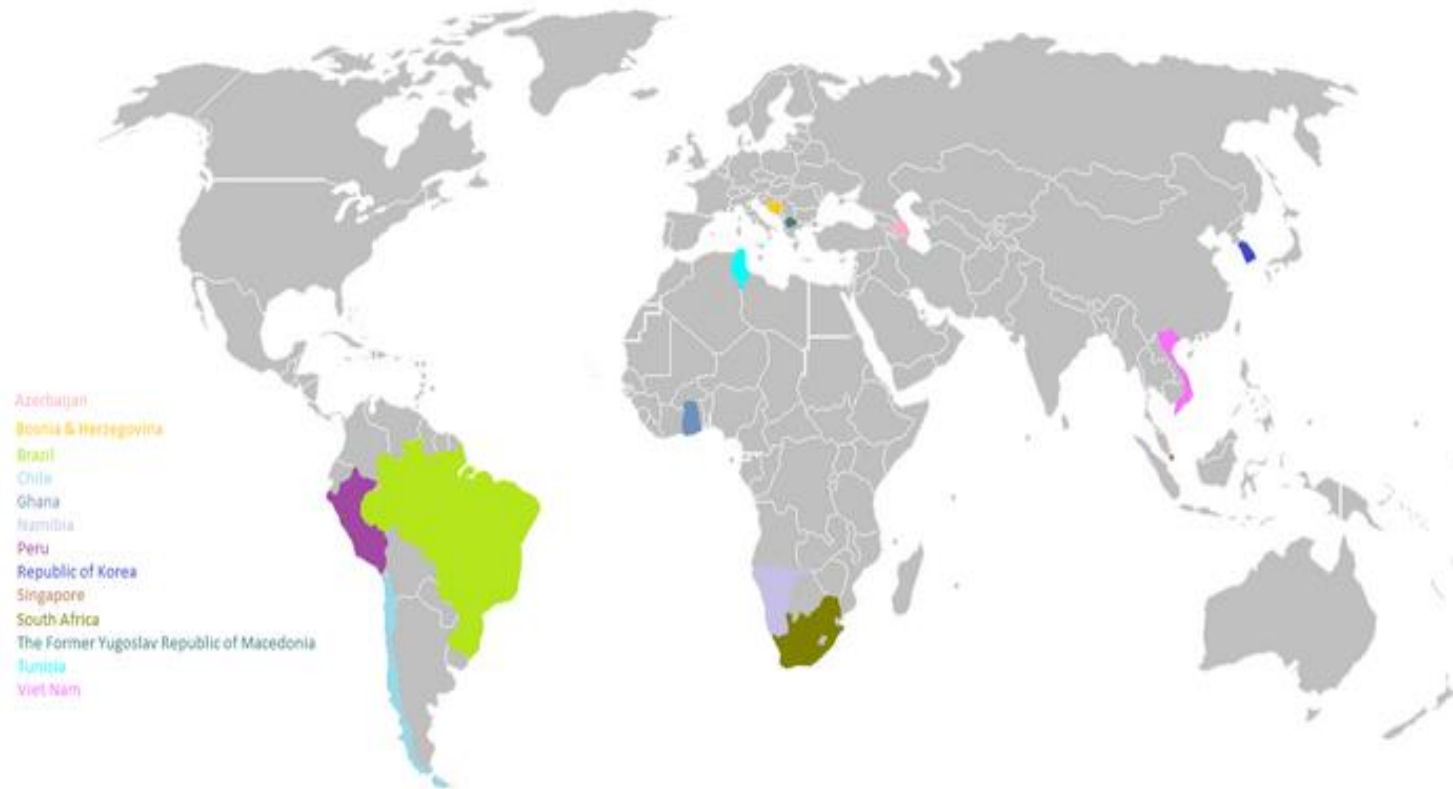 Azerbaijan
Bosnia & Herzegovina
Brazil
Chile
Ghana
Namibia
Peru
Republic of Korea
Singapore
South Africa
The Former Yugoslav Republic of Macedonia
Tunisia
Viet Nam